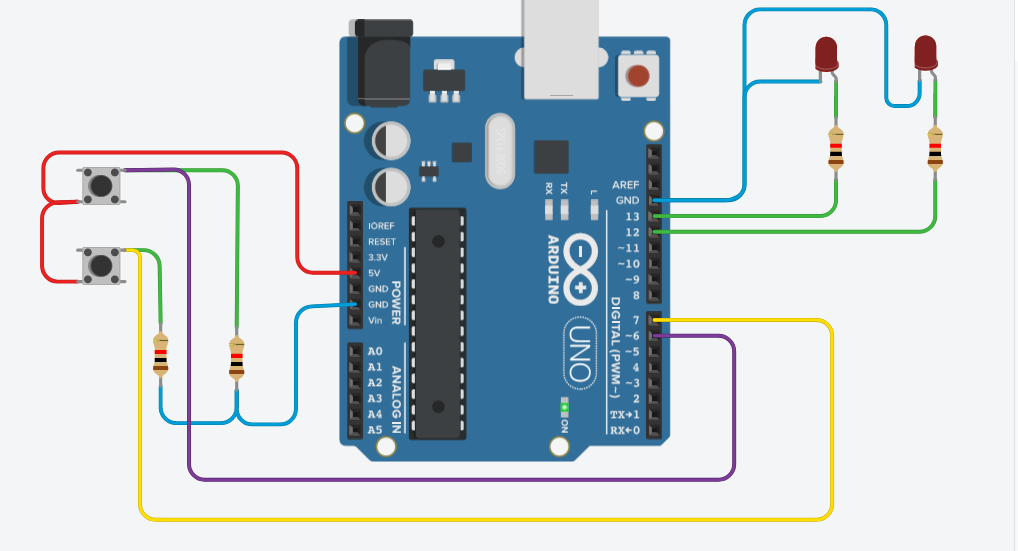 AREF
GND
13
12
~11
~10
~9
8
7
~6
~5
4
~3
2
TX→1
RX←0
DIGITAL (PWM~)
IOREF
RESET
3.3V
5V
GND
GND
Vin
POWER
A0
A1
A2
A3
A4
A5
ANALOG IN
RX
TX
L
ARDUINO
UNO
ON